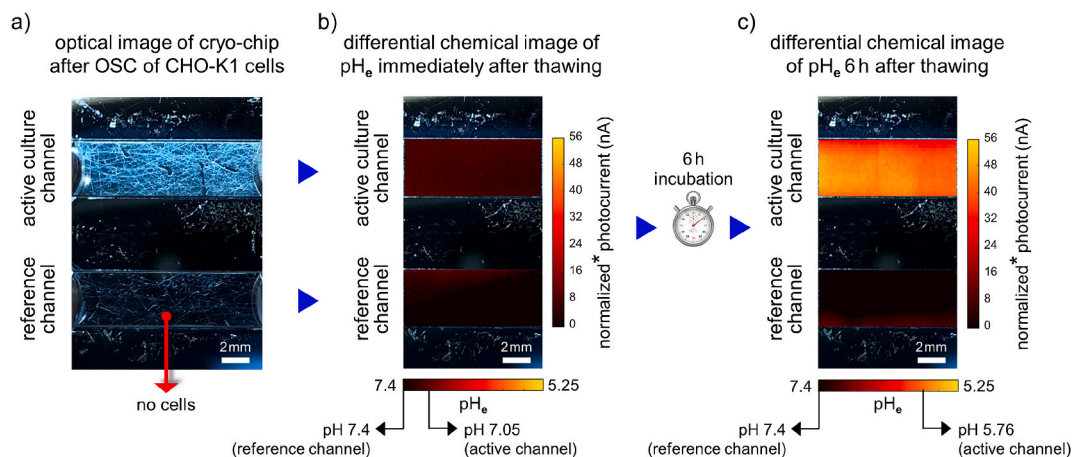 a)
optical image of cryo-chip
after OSC of CHO-K1 cells
active culture
channel
reference
channel
2mm
no cells
b)
differential chemical image of
pHe immediately after thawing
active culture
channel
reference
channel
2mm
56
48
40
32
24
16
8
0
normalized* photocurrent (nA)
7.4
5.25
pHe
pH 7.4
(reference channel)
pH 7.05
(active channel)
6 h
incubation
c)
differential chemical image
of pHe 6 h after thawing
active culture
channel
reference
channel
2mm
56
48
40
32
24
16
8
0
normalized* photocurrent (nA)
7.4
5.25
pHe
pH 7.4
(reference channel)
pH 5.76
(active channel)